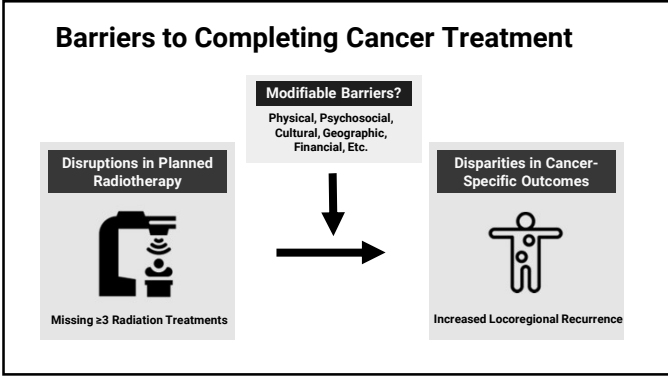 Barriers to Completing Cancer Treatment
Modifiable Barriers?
Physical, Psychosocial,
Cultural, Geographic,
Financial, Etc.
Disruptions in Planned
Radiotherapy
Missing ≥3 Radiation Treatments
Disparities in Cancer-
Specific Outcomes
Increased Locoregional Recurrence